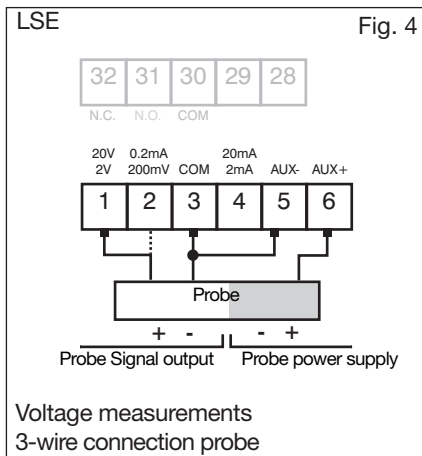 LSE Fig. 4
32 31 30 29 28
N.C. N.O. COM
20V 0.2mA 20mA
2V 200mV COM 2mA AUX- AUX+
1 2 3 4 5 6
Probe
+ - - +
Probe Signal output Probe power supply
Voltage measurements
3-wire connection probe